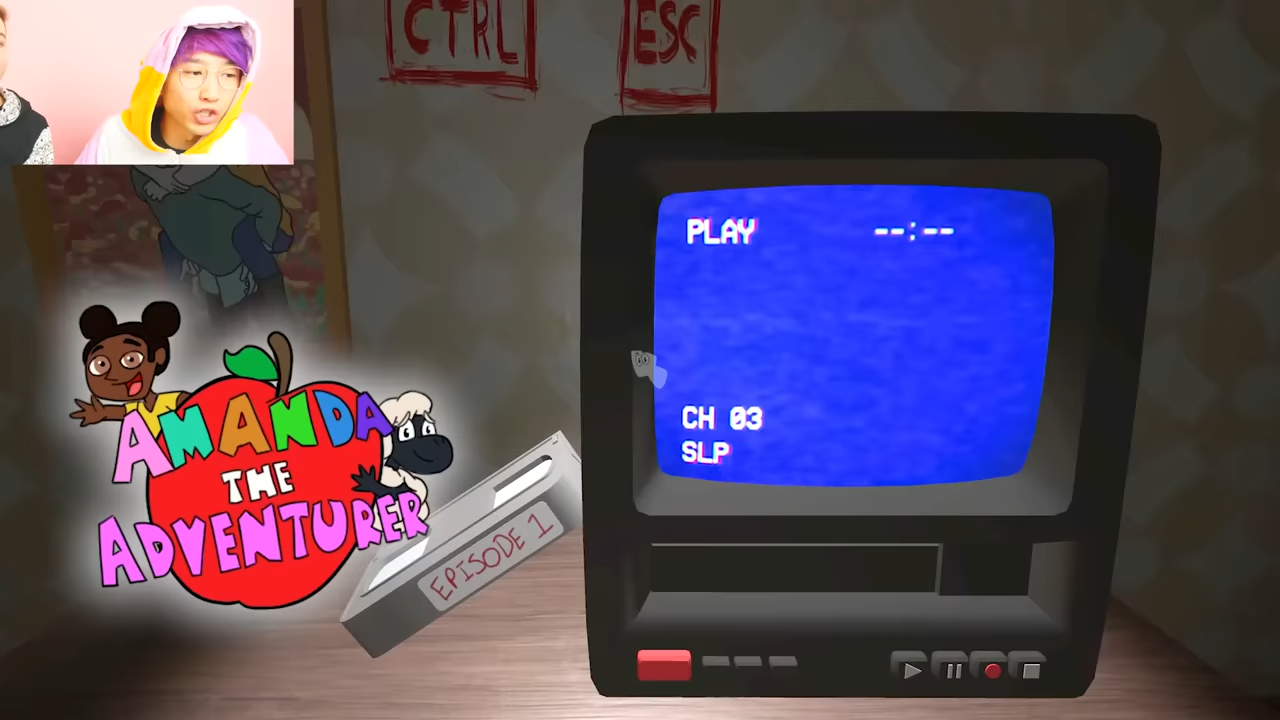 CTRL
ESC
PLAY --:--
CH 03
SLP
AMANDA
THE
ADVENTURER
EPISODE 1